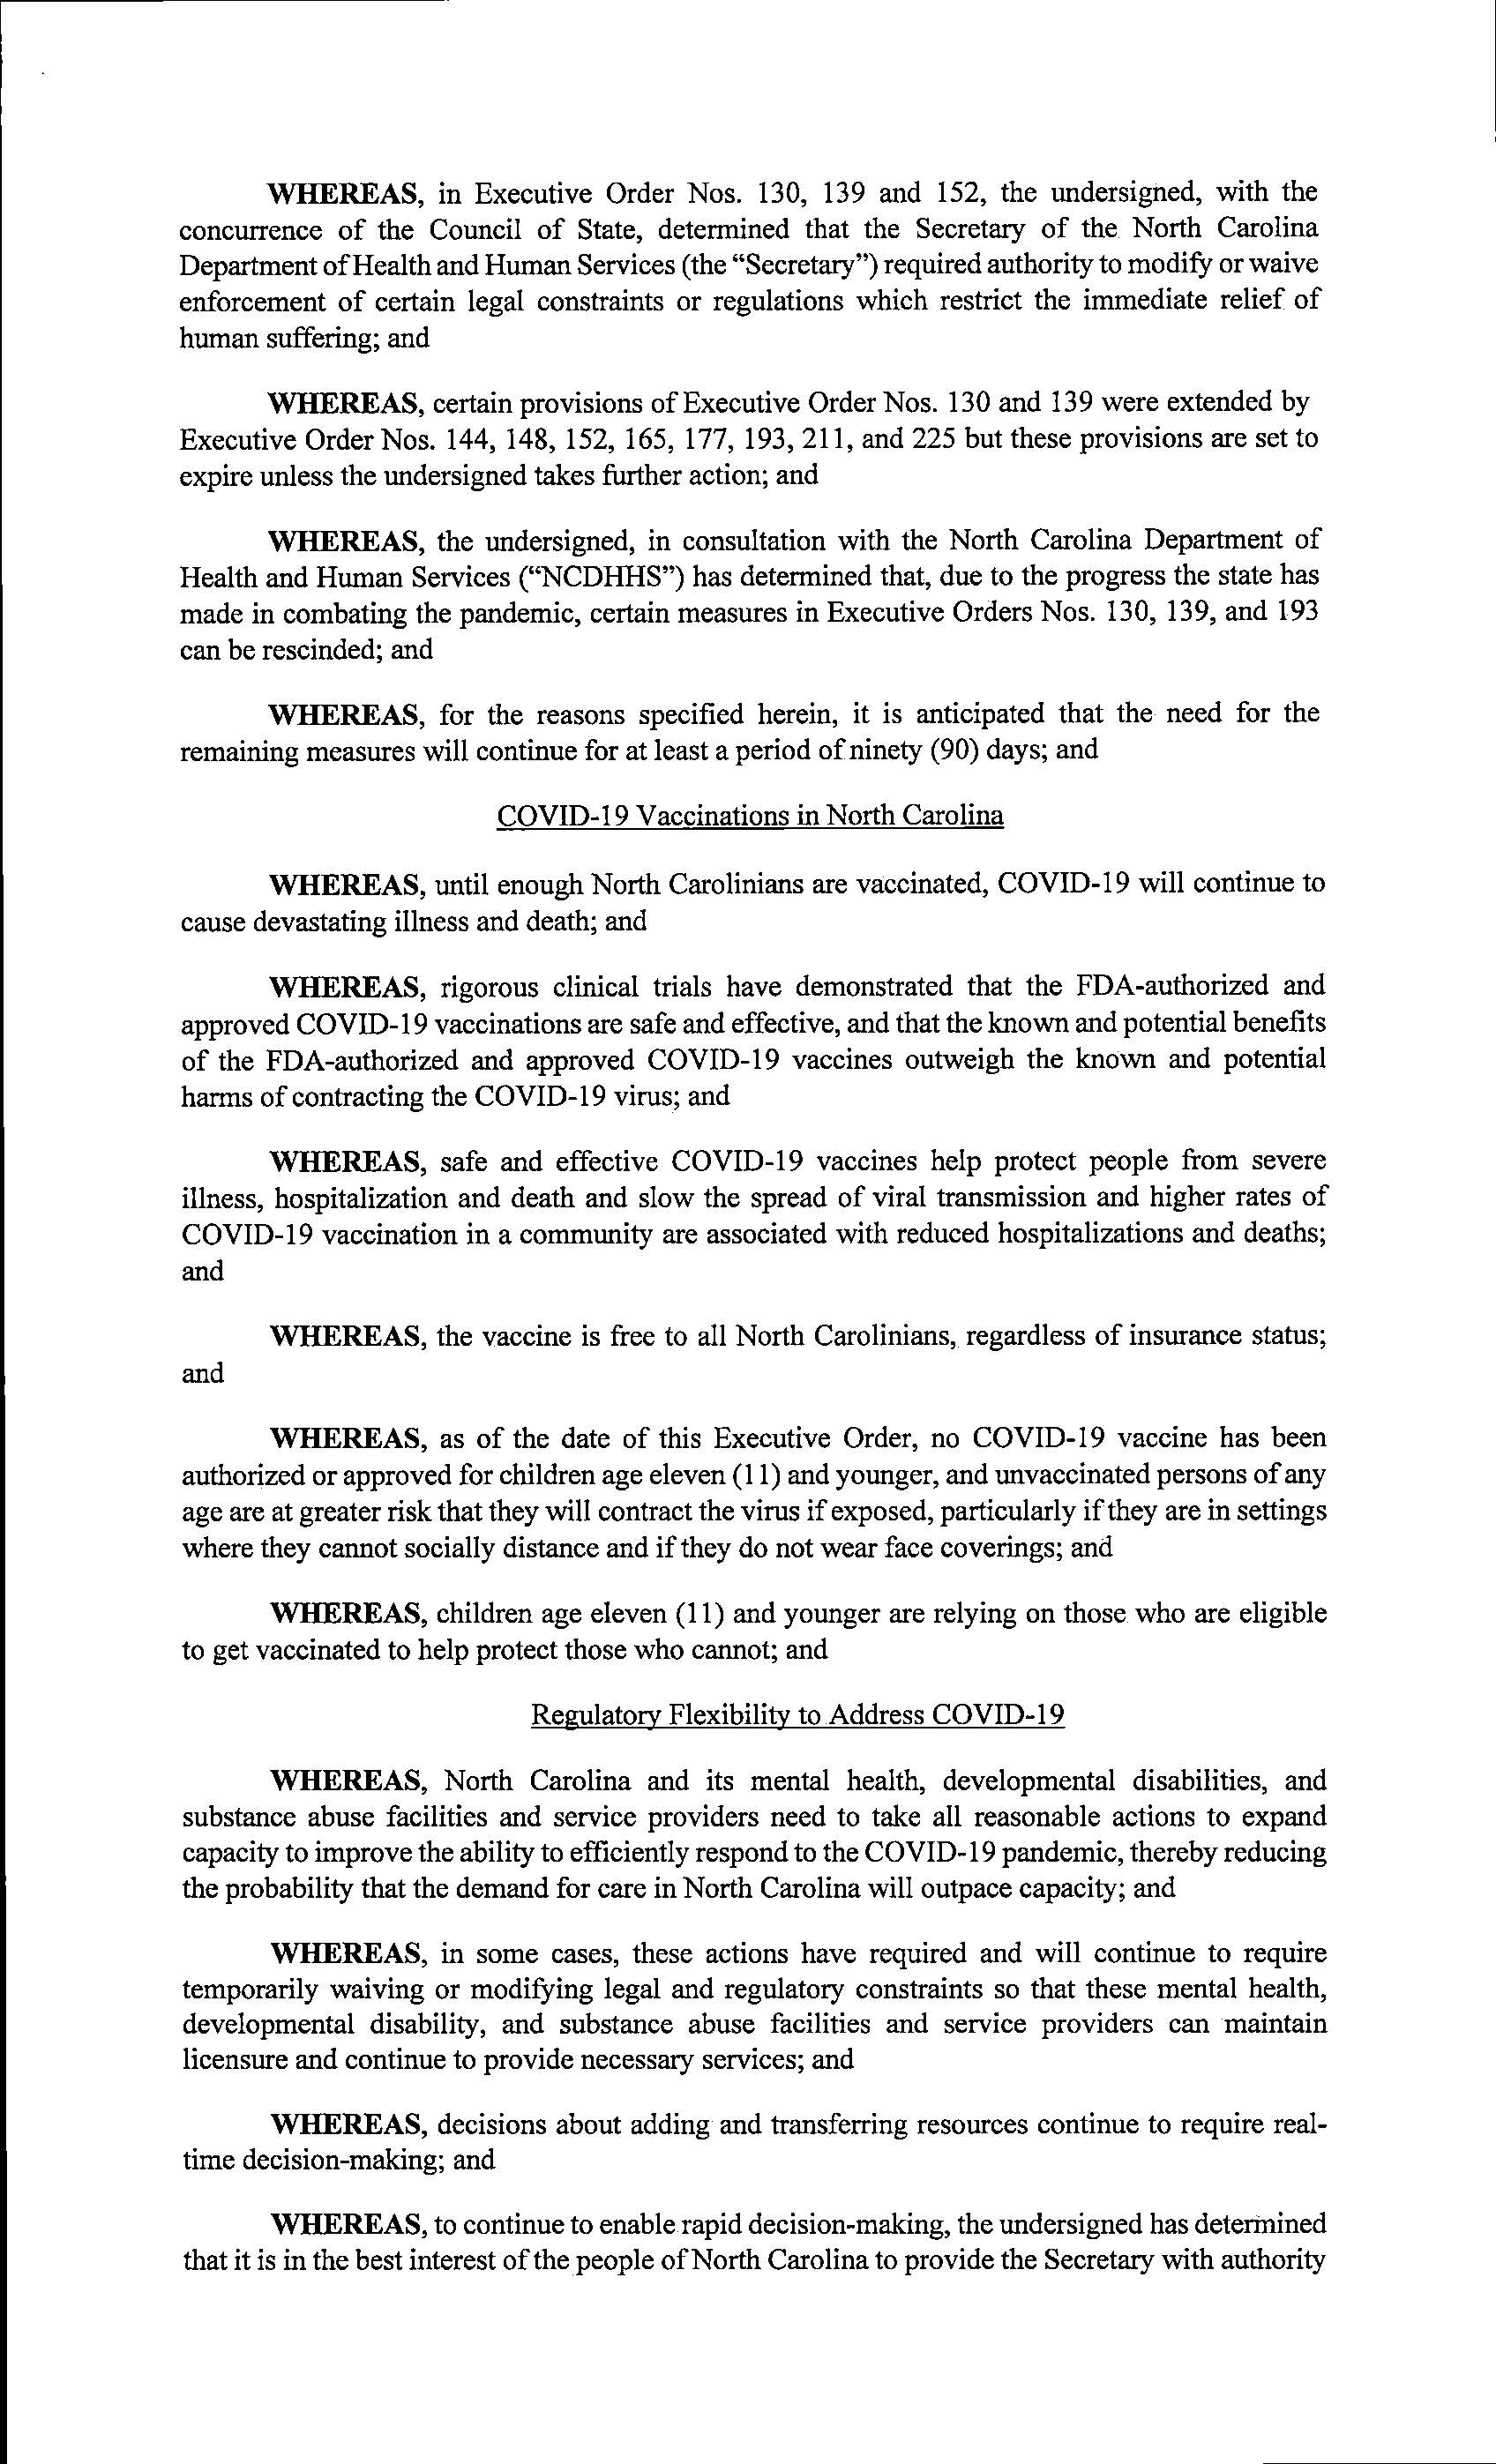 WHEREAS, in Executive Order Nos. 130, 139 and 152, the undersigned, with the
concurrence of the Council of State, determined that the Secretary of the North Carolina
Department of Health and Human Services (the “Secretary”) required authority to modify or waive
enforcement of certain legal constraints or regulations which restrict the immediate relief of
human suffering; and
WHEREAS, certain provisions of Executive Order Nos. 130 and 139 were extended by
Executive Order Nos. 144, 148, 152, 165, 177, 193, 211, and 225 but these provisions are set to
expire unless the undersigned takes further action; and
WHEREAS, the undersigned, in consultation with the North Carolina Department of
Health and Human Services (“NCDHHS”) has determined that, due to the progress the state has
made in combating the pandemic, certain measures in Executive Orders Nos. 130, 139, and 193
can be rescinded; and
WHEREAS, for the reasons specified herein, it is anticipated that the need for the
remaining measures will continue for at least a period of ninety (90) days; and
COVID-19 Vaccinations in North Carolina
WHEREAS, until enough North Carolinians are vaccinated, COVID-19 will continue to
cause devastating illness and death; and
WHEREAS, rigorous clinical trials have demonstrated that the FDA-authorized and
approved COVID-19 vaccinations are safe and effective, and that the known and potential benefits
of the FDA-authorized and approved COVID-19 vaccines outweigh the known and potential
harms of contracting the COVID-19 virus; and
WHEREAS, safe and effective COVID-19 vaccines help protect people from severe
illness, hospitalization and death and slow the spread of viral transmission and higher rates of
COVID-19 vaccination in a community are associated with reduced hospitalizations and deaths;
and
WHEREAS, the vaccine is free to all North Carolinians, regardless of insurance status;
and
WHEREAS, as of the date of this Executive Order, no COVID-19 vaccine has been
authorized or approved for children age eleven (11) and younger, and unvaccinated persons of any
age are at greater risk that they will contract the virus if exposed, particularly if they are in settings
where they cannot socially distance and if they do not wear face coverings; and
WHEREAS, children age eleven (11) and younger are relying on those who are eligible
to get vaccinated to help protect those who cannot; and
Regulatory Flexibility to Address COVID-19
WHEREAS, North Carolina and its mental health, developmental disabilities, and
substance abuse facilities and service providers need to take all reasonable actions to expand
capacity to improve the ability to efficiently respond to the COVID-19 pandemic, thereby reducing
the probability that the demand for care in North Carolina will outpace capacity; and
WHEREAS, in some cases, these actions have required and will continue to require
temporarily waiving or modifying legal and regulatory constraints so that these mental health,
developmental disability, and substance abuse facilities and service providers can maintain
licensure and continue to provide necessary services; and
WHEREAS, decisions about adding and transferring resources continue to require real-
time decision-making; and
WHEREAS, to continue to enable rapid decision-making, the undersigned has determined
that it is in the best interest of the people of North Carolina to provide the Secretary with authority